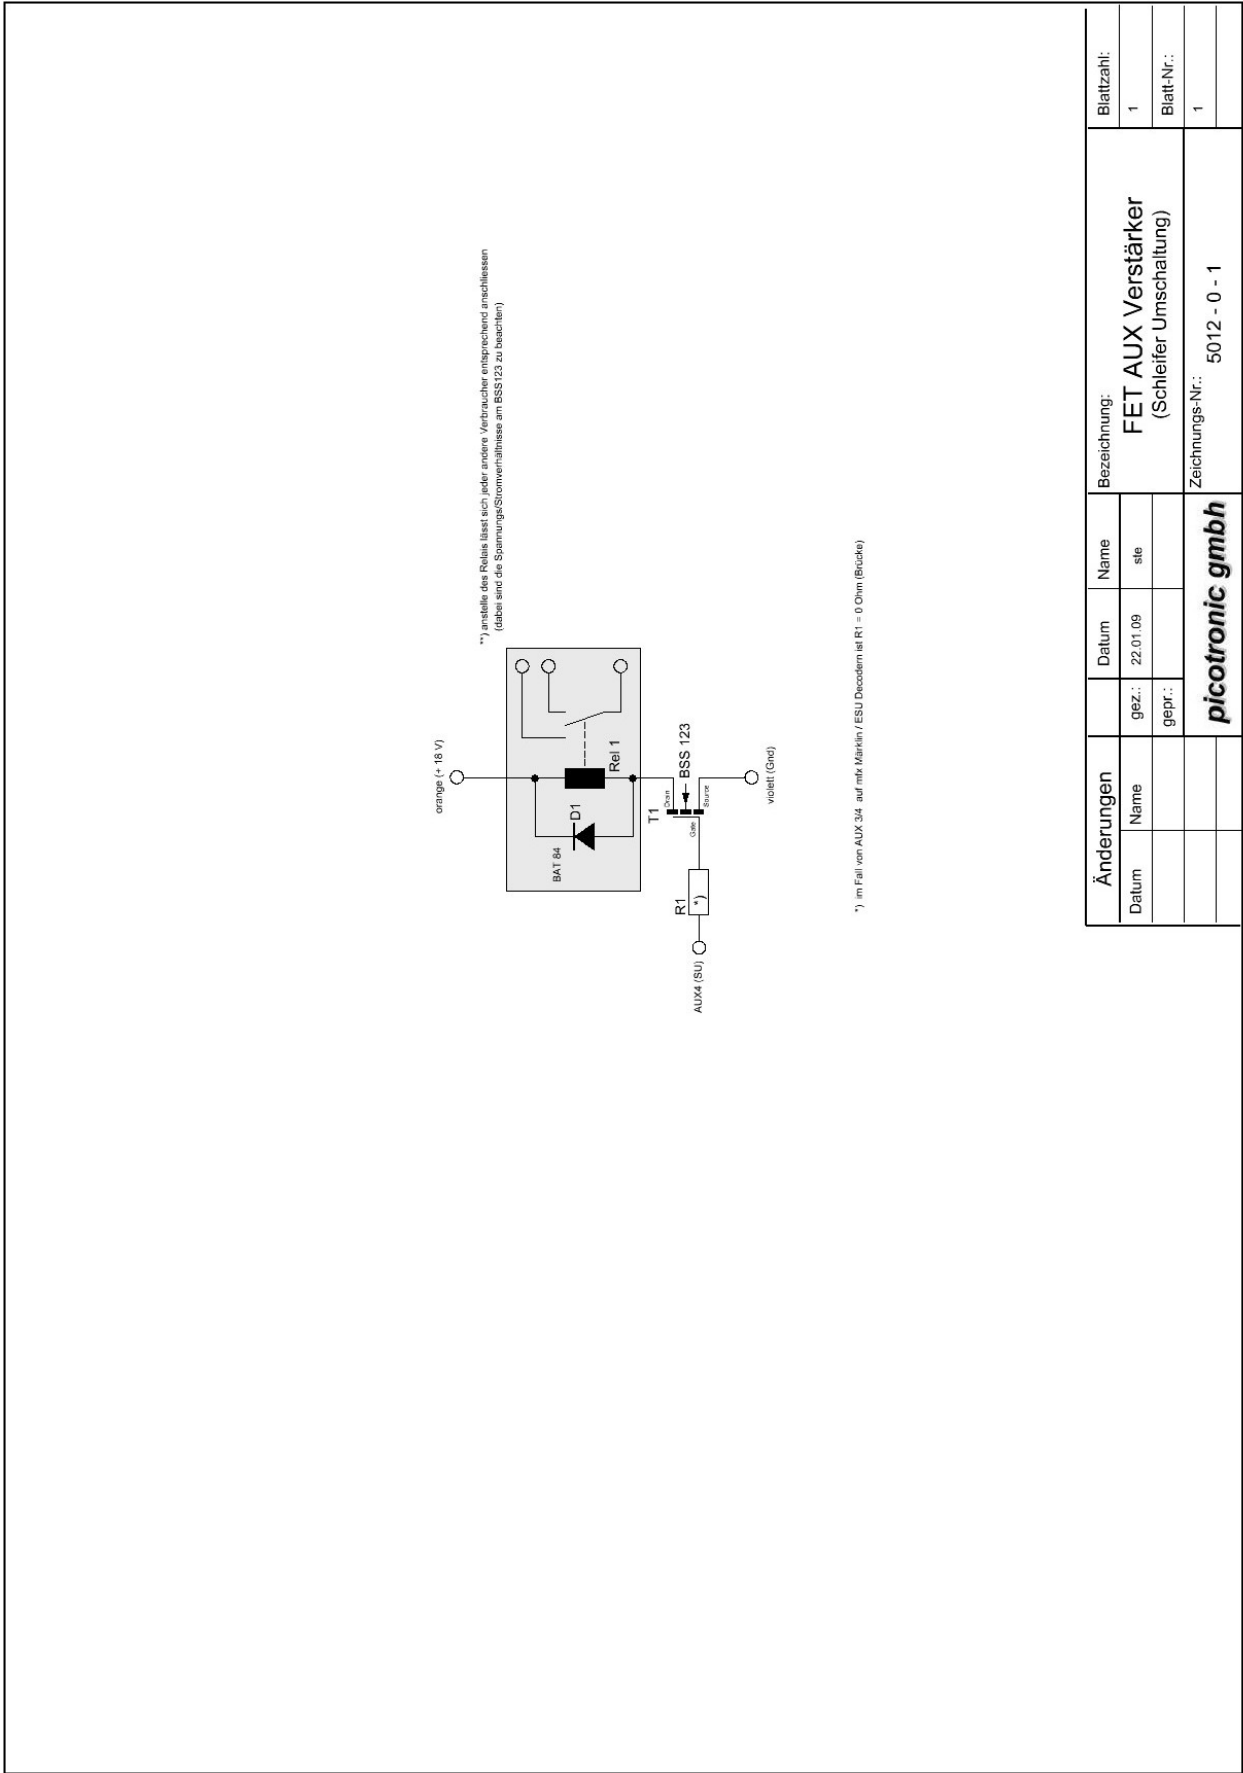 **) anstelle des Relais lässt sich jeder andere Verbraucher entsprechend anschliessen
(dabei sind die Spannungs/Stromverhältnisse am BSS123 zu beachten)
orange (+ 18 V)
BAT 84
D1
Rel 1
T1
Dran
BSS 123
Gate
Source
R1
*)
AUX4 (SU)
violett (Gnd)
*) im Fall von AUX 3/4 auf mfx Märklin / ESU Decodern ist R1 = 0 Ohm (Brücke)
Änderungen
Datum
Name
Datum
Name
gez.:
22.01.09
ste
gepr.:
picotronic gmbh
Bezeichnung:
FET AUX Verstärker
(Schleifer Umschaltung)
Zeichnungs-Nr.:
5012 - 0 - 1
Blattzahl:
1
Blatt-Nr.:
1